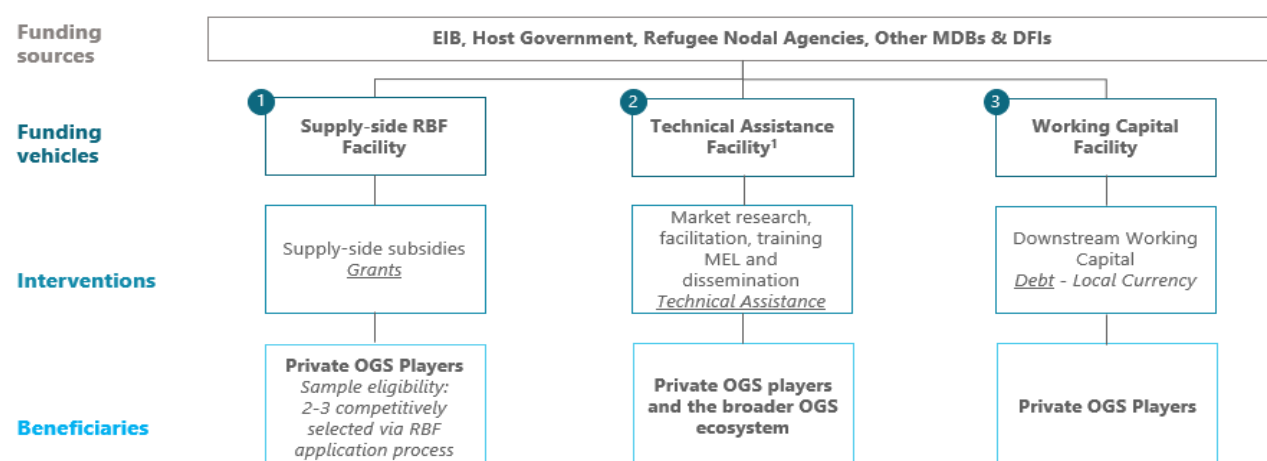 Funding
sources
EIB, Host Government, Refugee Nodal Agencies, Other MDBs & DFIs
Funding
vehicles
1
Supply-side RBF
Facility
2
Technical Assistance
Facility¹
3
Working Capital
Facility
Interventions
Supply-side subsidies
Grants
Market research,
facilitation, training
MEL and
dissemination
Technical Assistance
Downstream Working
Capital
Debt - Local Currency
Beneficiaries
Private OGS Players
Sample eligibility:
2-3 competitively
selected via RBF
application process
Private OGS players
and the broader OGS
ecosystem
Private OGS Players